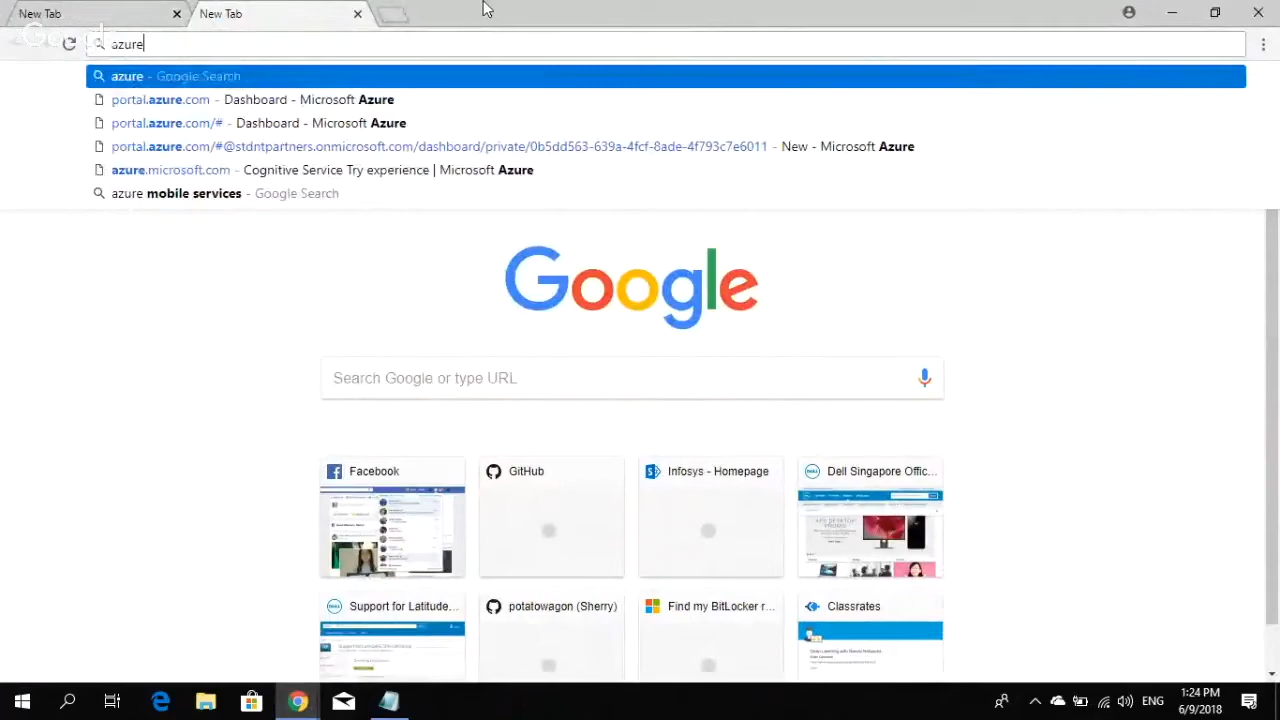 New Tab
New Tab
azure
azure - Google Search
portal.azure.com - Dashboard - Microsoft Azure
portal.azure.com/# - Dashboard - Microsoft Azure
portal.azure.com/#@stdntpartners.onmicrosoft.com/dashboard/private/0b5dd563-639a-4fcf-8ade-4f793c7e6011 - New - Microsoft Azure
azure.microsoft.com - Cognitive Service Try experience | Microsoft Azure
azure mobile services - Google Search
Google
Search Google or type URL
Facebook
GitHub
Infosys - Homepage
Dell Singapore Offic...
Support for Latitude,...
potatowagon (Sherry)
Find my BitLocker r...
Classrates
ENG
1:24 PM
6/9/2018